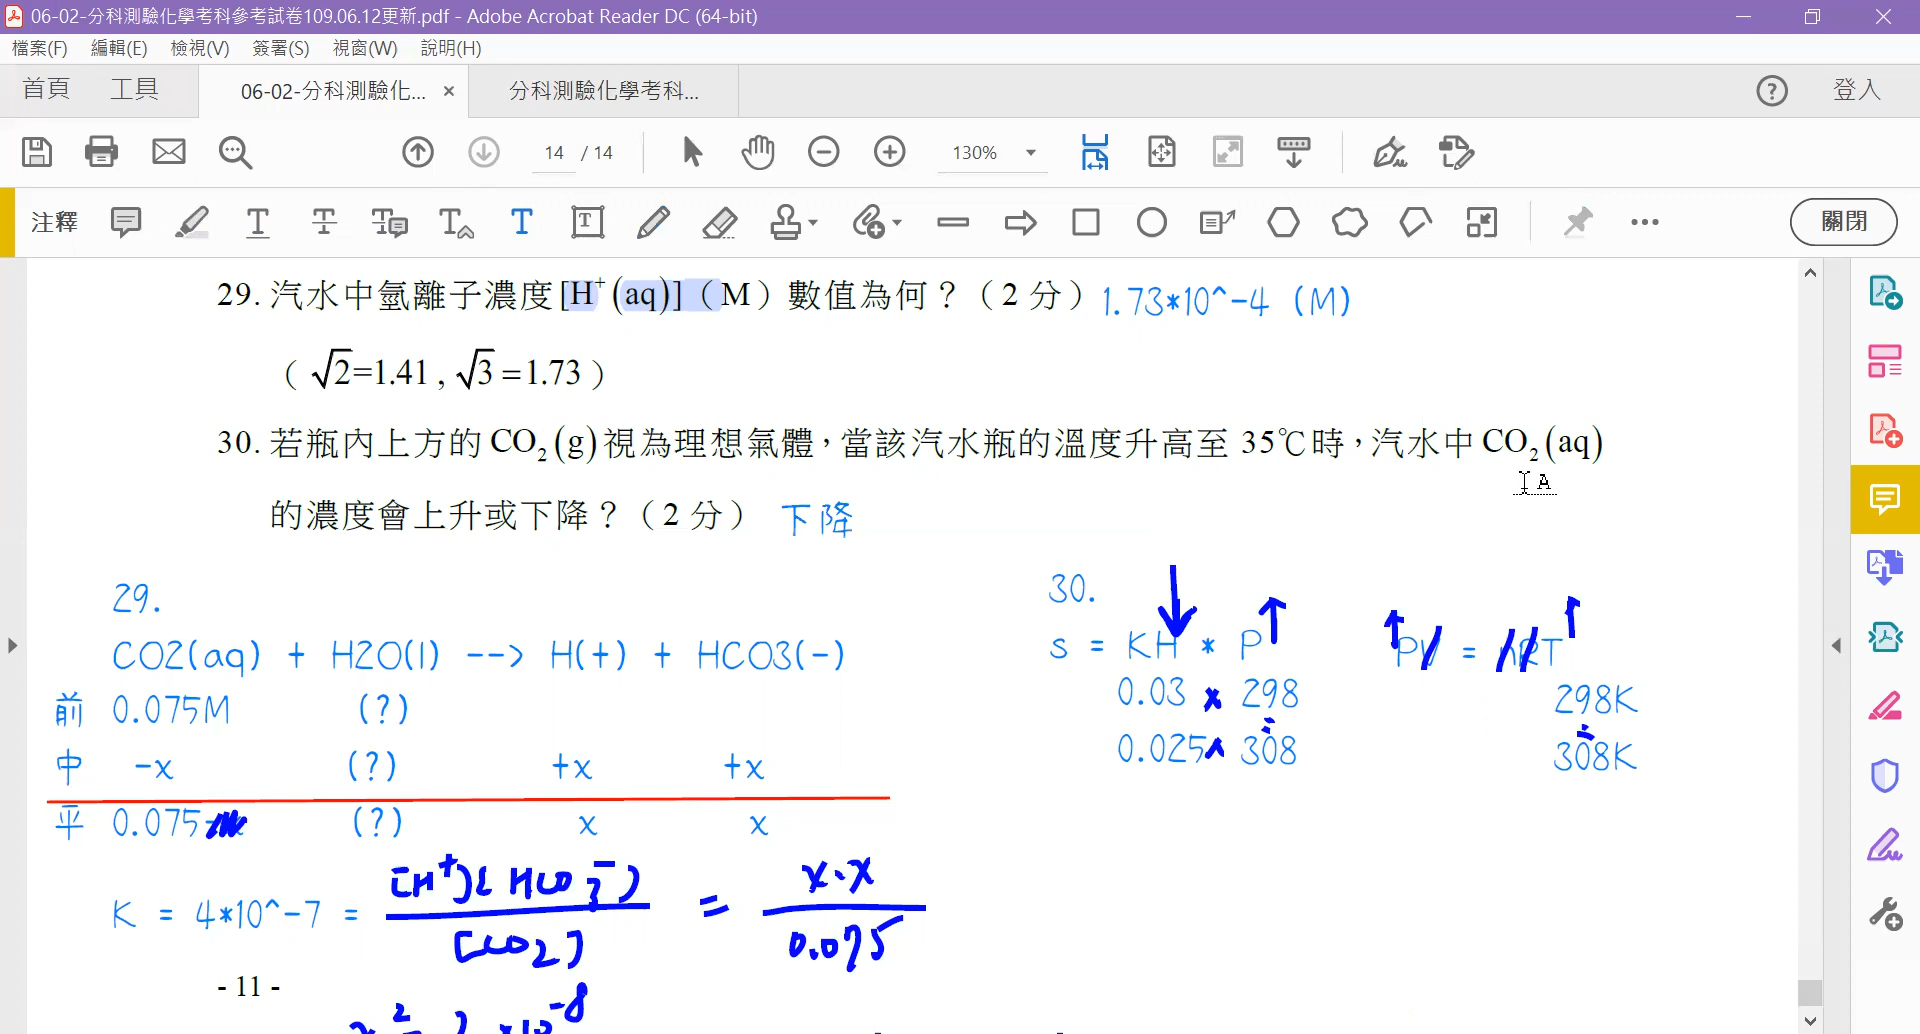 06-02-分科測驗化學考科參考試卷109.06.12更新.pdf - Adobe Acrobat Reader DC (64-bit)
檔案(F) 編輯(E) 檢視(V) 簽署(S) 視窗(W) 說明(H)
首頁 工具 06-02-分科測驗化... × 分科測驗化學考科... 登入
14 / 14 130%
注釋 關閉
29. 汽水中氫離子濃度[H⁺(aq)]（M）數值為何？（2 分） 1.73*10^-4 (M)
（√2=1.41 , √3=1.73）
30. 若瓶內上方的 CO₂(g) 視為理想氣體，當該汽水瓶的溫度升高至 35℃時，汽水中 CO₂(aq)
的濃度會上升或下降？（2 分） 下降
29.
CO2(aq) + H2O(l) --> H(+) + HCO3(-)
前 0.075M (?)
中 -x (?) +x +x
平 0.075 (?) x x
K = 4*10^-7 = [H⁺][HCO₃⁻] / [CO₂] = x·x / 0.075
30.
s = KH * P↑ ↑PV = nRT↑
0.03 x 298 298K
0.025 x 308 308K
- 11 -